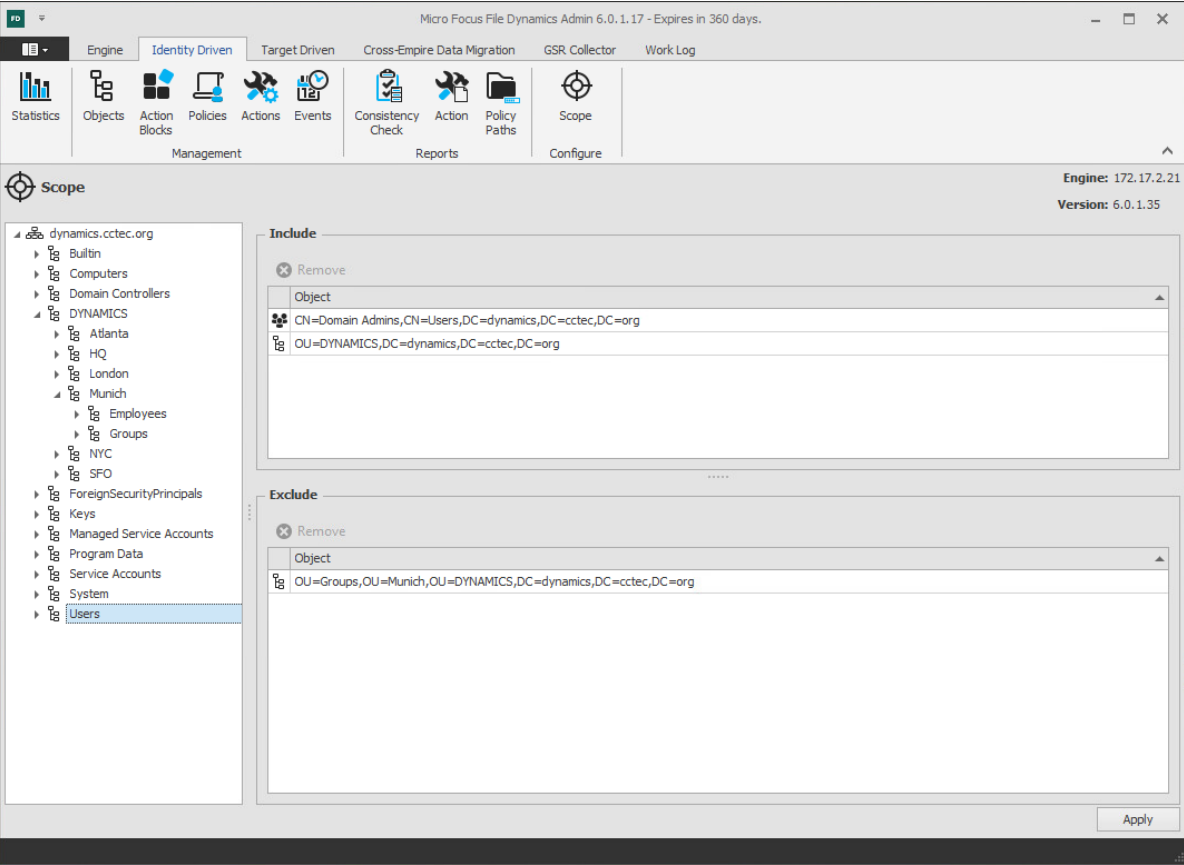 FD
Micro Focus File Dynamics Admin 6.0.1.17 - Expires in 360 days.
Engine Identity Driven Target Driven Cross-Empire Data Migration GSR Collector Work Log
12
Statistics Objects Action Blocks Policies Actions Events Consistency Check Action Policy Paths Scope
Management Reports Configure
Scope
Engine: 172.17.2.21
Version: 6.0.1.35
dynamics.cctec.org
Builtin
Computers
Domain Controllers
DYNAMICS
Atlanta
HQ
London
Munich
Employees
Groups
NYC
SFO
ForeignSecurityPrincipals
Keys
Managed Service Accounts
Program Data
Service Accounts
System
Users
Include
Remove
Object
CN=Domain Admins,CN=Users,DC=dynamics,DC=cctec,DC=org
OU=DYNAMICS,DC=dynamics,DC=cctec,DC=org
Exclude
Remove
Object
OU=Groups,OU=Munich,OU=DYNAMICS,DC=dynamics,DC=cctec,DC=org
Apply